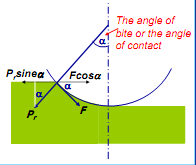 The angle of
bite or the angle
of contact
α
P_r sineα
Fcosα
α
α
P_r
F